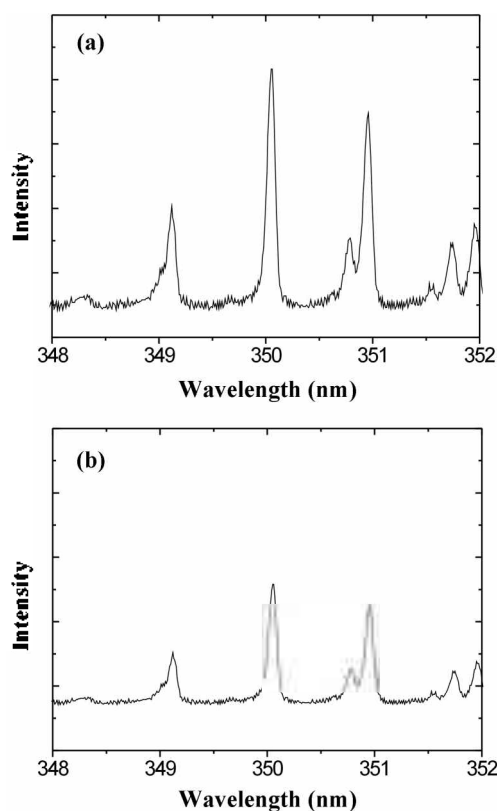 (a)
Intensity
348 349 350 351 352
Wavelength (nm)
(b)
Intensity
348 349 350 351 352
Wavelength (nm)